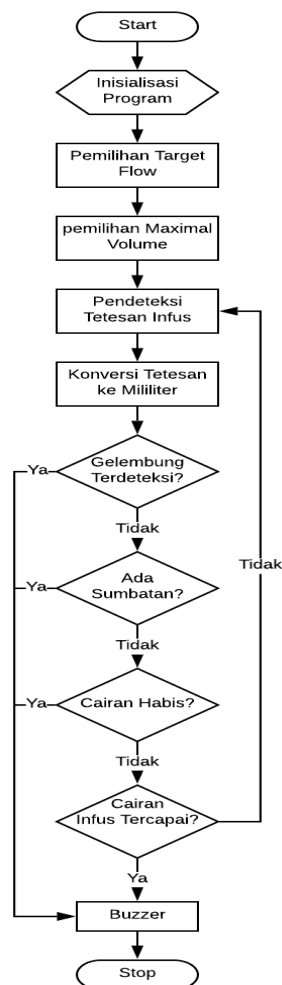 Start
Inisialisasi
Program
Pemilihan Target
Flow
pemilihan Maximal
Volume
Pendeteksi
Tetesan Infus
Konversi Tetesan
ke Mililiter
Gelembung
Terdeteksi?
Ya
Tidak
Ada
Sumbatan?
Ya
Tidak
Tidak
Cairan Habis?
Ya
Tidak
Cairan
Infus Tercapai?
Ya
Buzzer
Stop